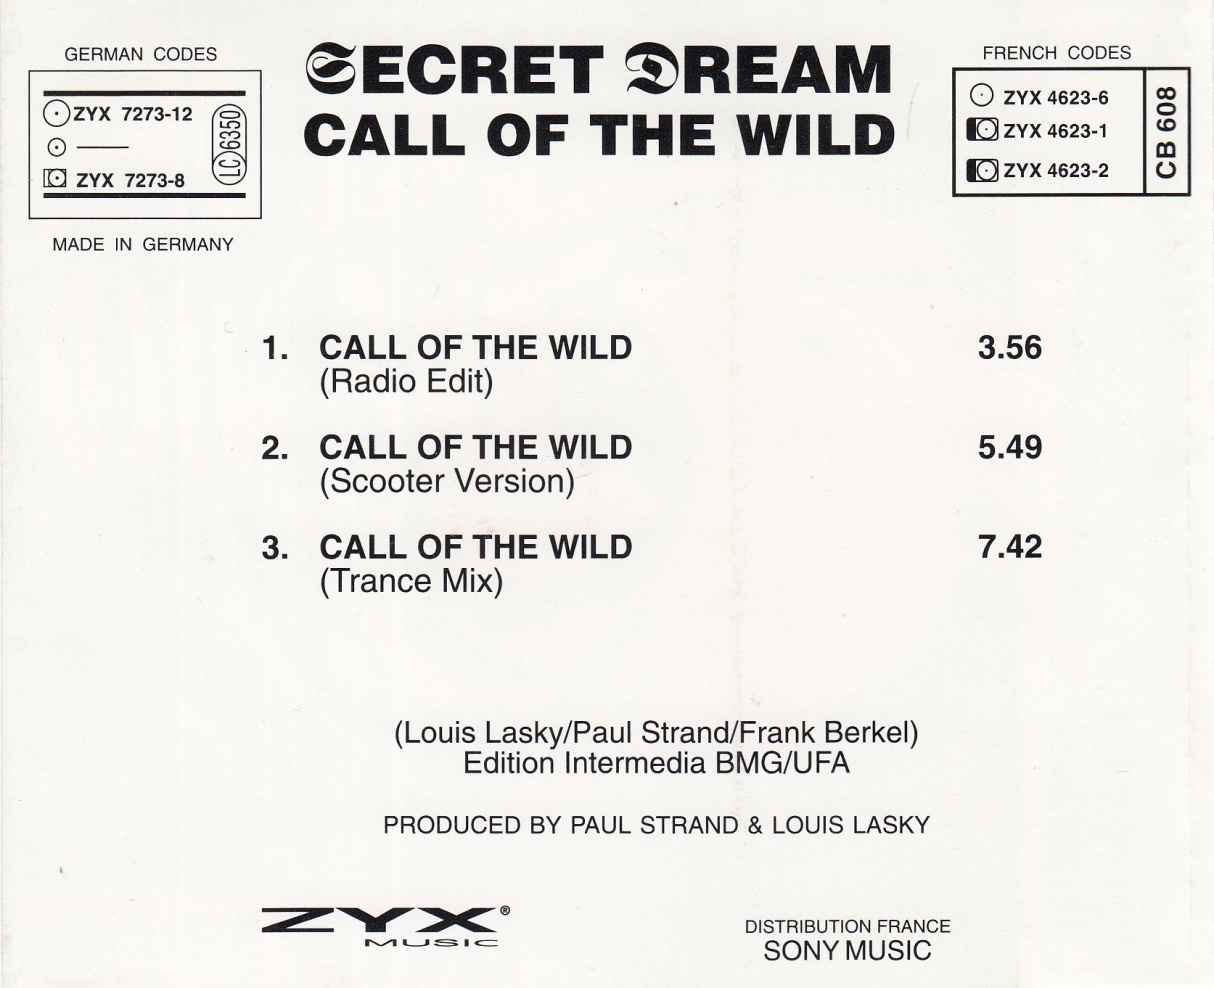 GERMAN CODES
ZYX 7273-12
ZYX 7273-8
LC 6350
MADE IN GERMANY
SECRET DREAM
CALL OF THE WILD
FRENCH CODES
ZYX 4623-6
ZYX 4623-1
ZYX 4623-2
CB 608
1. CALL OF THE WILD 3.56
(Radio Edit)
2. CALL OF THE WILD 5.49
(Scooter Version)
3. CALL OF THE WILD 7.42
(Trance Mix)
(Louis Lasky/Paul Strand/Frank Berkel)
Edition Intermedia BMG/UFA
PRODUCED BY PAUL STRAND & LOUIS LASKY
ZYX®
MUSIC
DISTRIBUTION FRANCE
SONY MUSIC